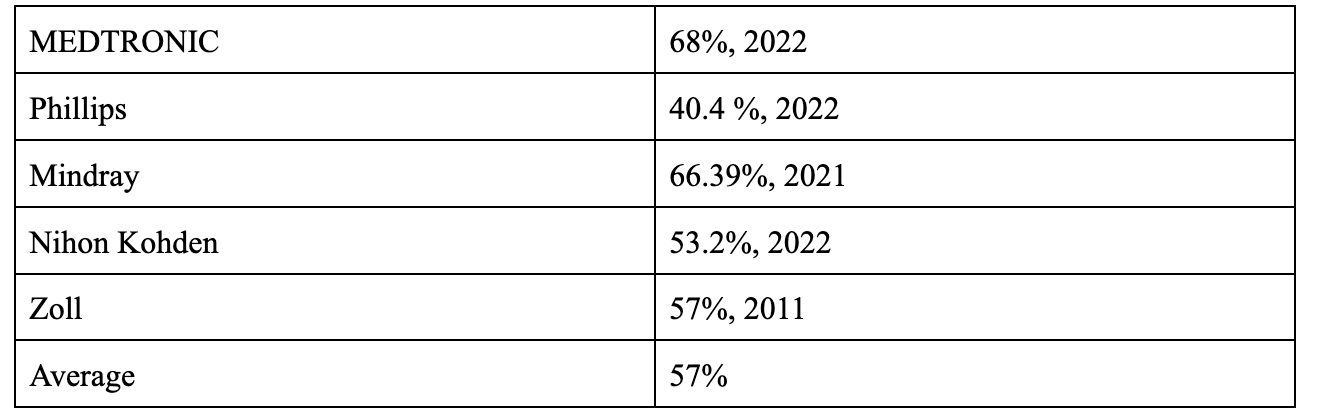 MEDTRONIC 68%, 2022
Phillips 40.4 %, 2022
Mindray 66.39%, 2021
Nihon Kohden 53.2%, 2022
Zoll 57%, 2011
Average 57%